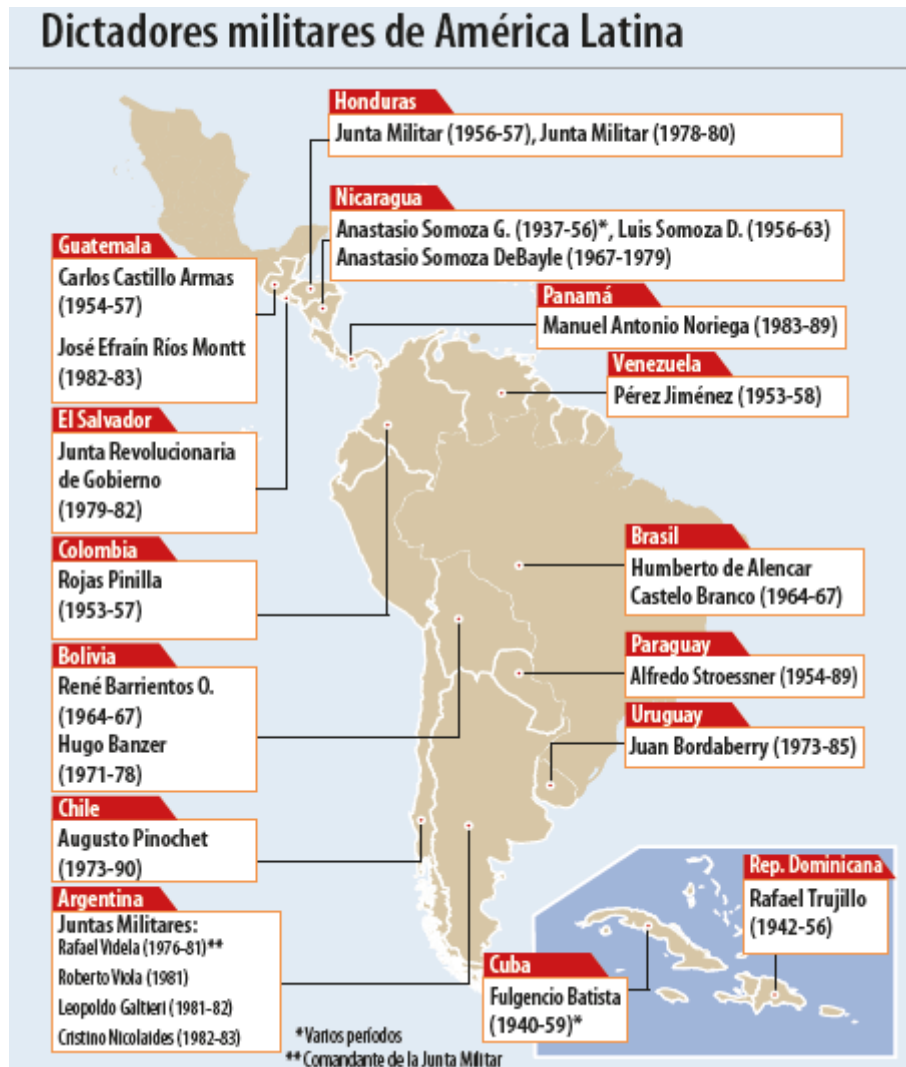 Dictadores militares de América Latina
Honduras
Junta Militar (1956-57), Junta Militar (1978-80)
Nicaragua
Anastasio Somoza G. (1937-56)*, Luis Somoza D. (1956-63)
Anastasio Somoza DeBayle (1967-1979)
Guatemala
Carlos Castillo Armas
(1954-57)
José Efraín Ríos Montt
(1982-83)
Panamá
Manuel Antonio Noriega (1983-89)
Venezuela
Pérez Jiménez (1953-58)
El Salvador
Junta Revolucionaria
de Gobierno
(1979-82)
Colombia
Rojas Pinilla
(1953-57)
Brasil
Humberto de Alencar
Castelo Branco (1964-67)
Bolivia
René Barrientos O.
(1964-67)
Hugo Banzer
(1971-78)
Paraguay
Alfredo Stroessner (1954-89)
Uruguay
Juan Bordaberry (1973-85)
Chile
Augusto Pinochet
(1973-90)
Argentina
Juntas Militares:
Rafael Videla (1976-81)**
Roberto Viola (1981)
Leopoldo Galtieri (1981-82)
Cristino Nicolaides (1982-83)
Rep. Dominicana
Rafael Trujillo
(1942-56)
Cuba
Fulgencio Batista
(1940-59)*
*Varios períodos
**Comandante de la Junta Militar